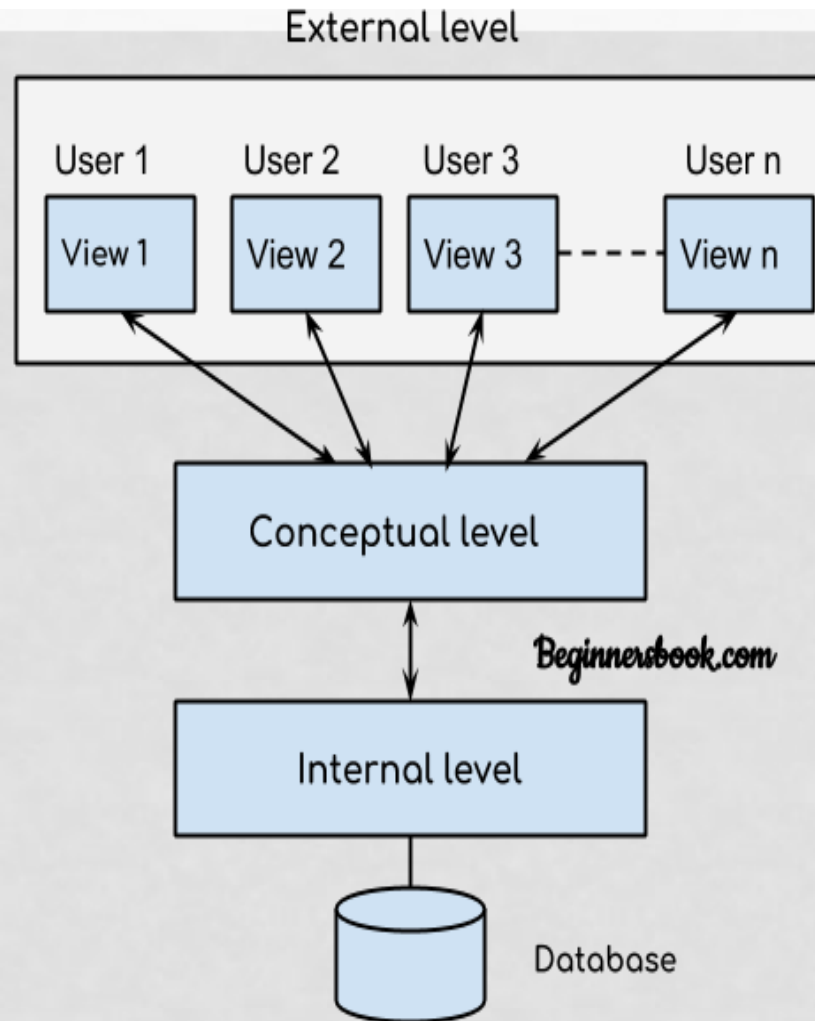 External level
User 1 User 2 User 3 User n
View 1 View 2 View 3 View n
Conceptual level
Beginnersbook.com
Internal level
Database